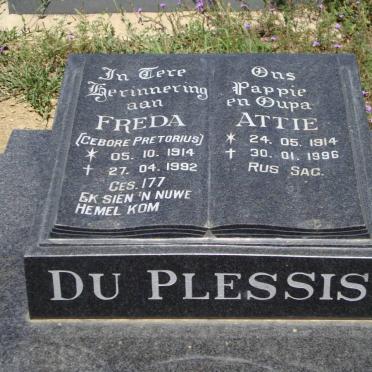 In Tere
Herinnering
aan
FREDA
(GEBORE PRETORIUS)
* 05. 10. 1914
† 27. 04. 1992
GES. 177
EK SIEN 'N NUWE
HEMEL KOM
Ons
Pappie
en Oupa
ATTIE
* 24. 05. 1914
† 30. 01. 1996
RUS SAG.
DU PLESSIS